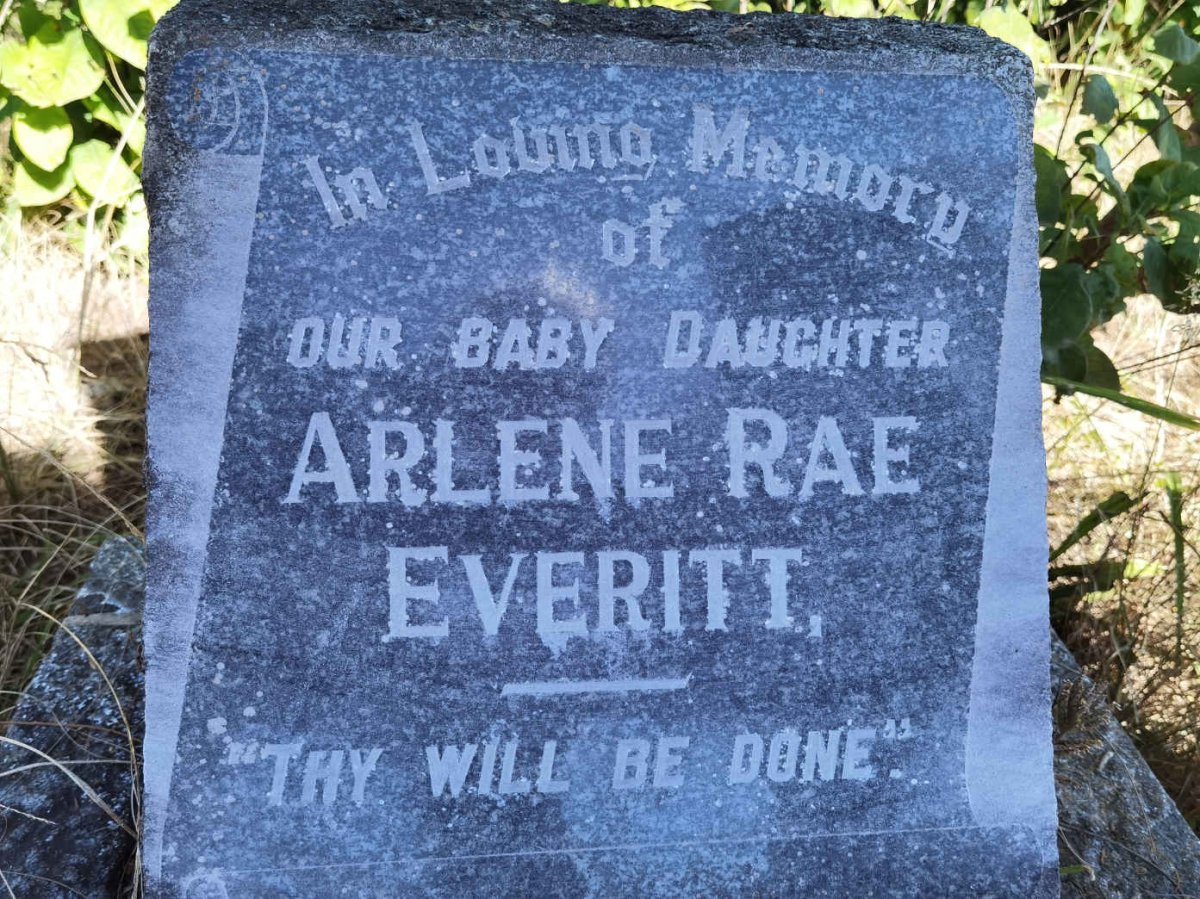 In Loving Memory
of
OUR BABY DAUGHTER
ARLENE RAE
EVERITT,
"THY WILL BE DONE."